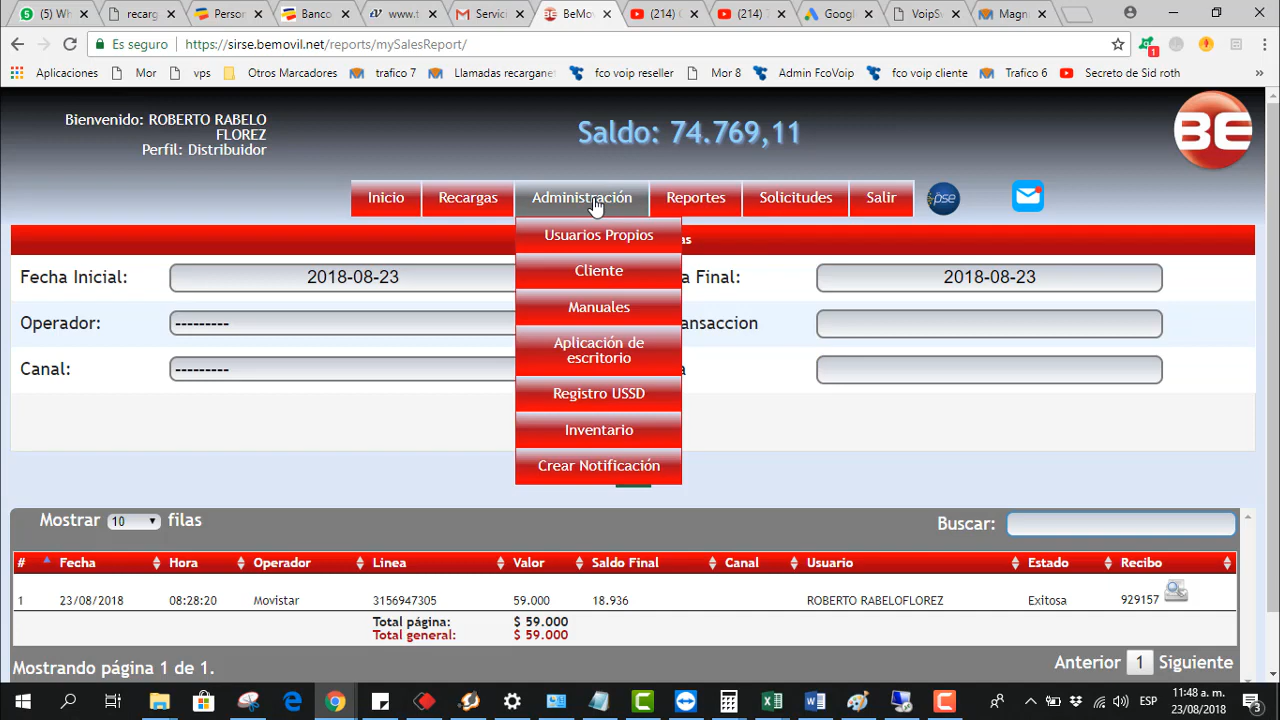 (5) Wh
recarg
Person
Banco
www.t
Servici
BeMov
(214) C
(214) 
Googl
VoipSw
Magn
Es seguro
https://sirse.bemovil.net/reports/mySalesReport/
1
Aplicaciones
Mor
vps
Otros Marcadores
trafico 7
Llamadas recargane
fco voip reseller
Mor 8
Admin FcoVoip
fco voip cliente
Trafico 6
Secreto de Sid roth
»
Bienvenido: ROBERTO RABELO
FLOREZ
Perfil: Distribuidor
Saldo: 74.769,11
BE
Inicio
Recargas
Administración
Reportes
Solicitudes
Salir
pse
Usuarios Propios
Cliente
Manuales
Aplicación de
escritorio
Registro USSD
Inventario
Crear Notificación
as
Fecha Inicial:
2018-08-23
a Final:
2018-08-23
Operador:
---------
ansaccion
Canal:
---------
a
Mostrar 10 filas
Buscar:
# Fecha Hora Operador Linea Valor Saldo Final Canal Usuario Estado Recibo
1 23/08/2018 08:28:20 Movistar 3156947305 59.000 18.936 ROBERTO RABELOFLOREZ Exitosa 929157
Total página: $ 59.000
Total general: $ 59.000
Mostrando página 1 de 1.
Anterior 1 Siguiente
ESP
11:48 a. m.
23/08/2018
3